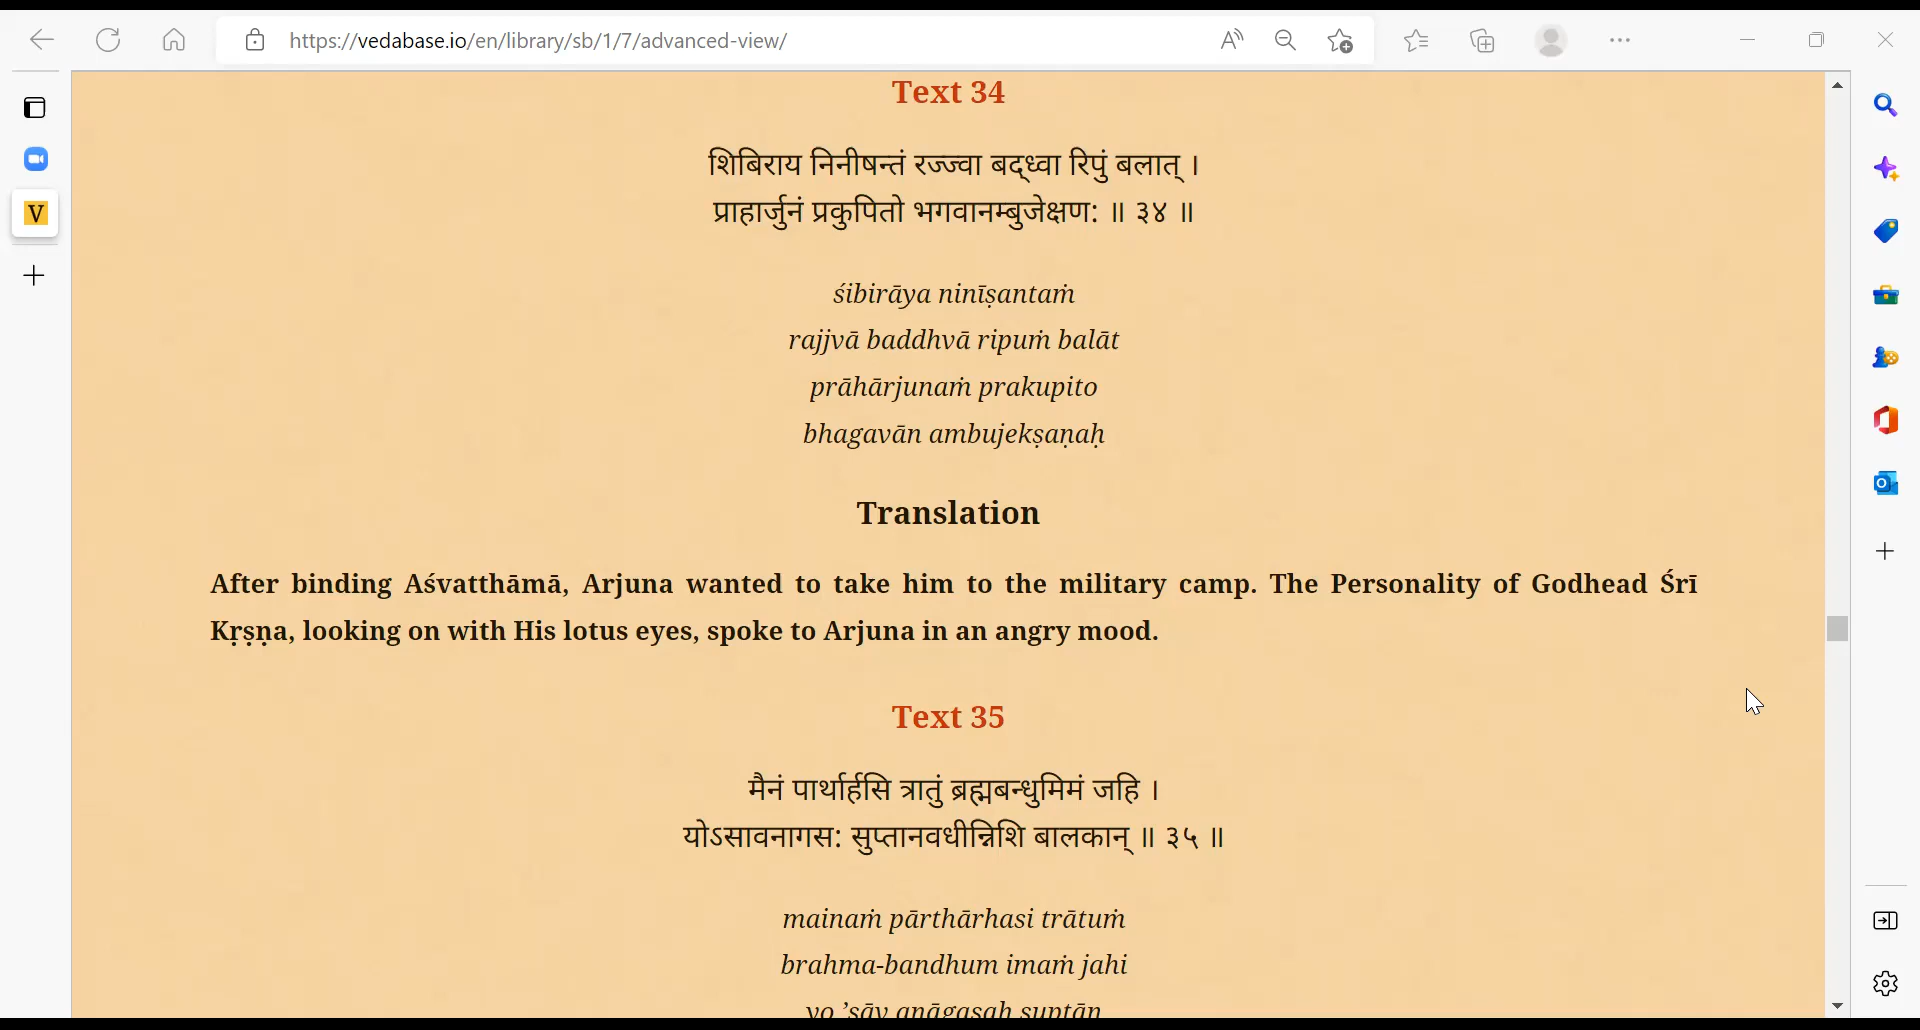 https://vedabase.io/en/library/sb/1/7/advanced-view/
Text 34
शिबिराय निनीषन्तं रज्ज्वा बद्ध्वा रिपुं बलात् ।
प्राहार्जुनं प्रकुपितो भगवानम्बुजेक्षण: ॥ ३४ ॥
śibirāya ninīṣantaṁ
rajjvā baddhvā ripuṁ balāt
prāhārjunaṁ prakupito
bhagavān ambujekṣaṇaḥ
Translation
After binding Aśvatthāmā, Arjuna wanted to take him to the military camp. The Personality of Godhead Śrī
Kṛṣṇa, looking on with His lotus eyes, spoke to Arjuna in an angry mood.
Text 35
मैनं पार्थार्हसि त्रातुं ब्रह्मबन्धुमिमं जहि ।
योऽसावनागस: सुप्तानवधीन्निशि बालकान् ॥ ३५ ॥
mainaṁ pārthārhasi trātuṁ
brahma-bandhum imaṁ jahi
yo ’sāv anāgasaḥ suptān